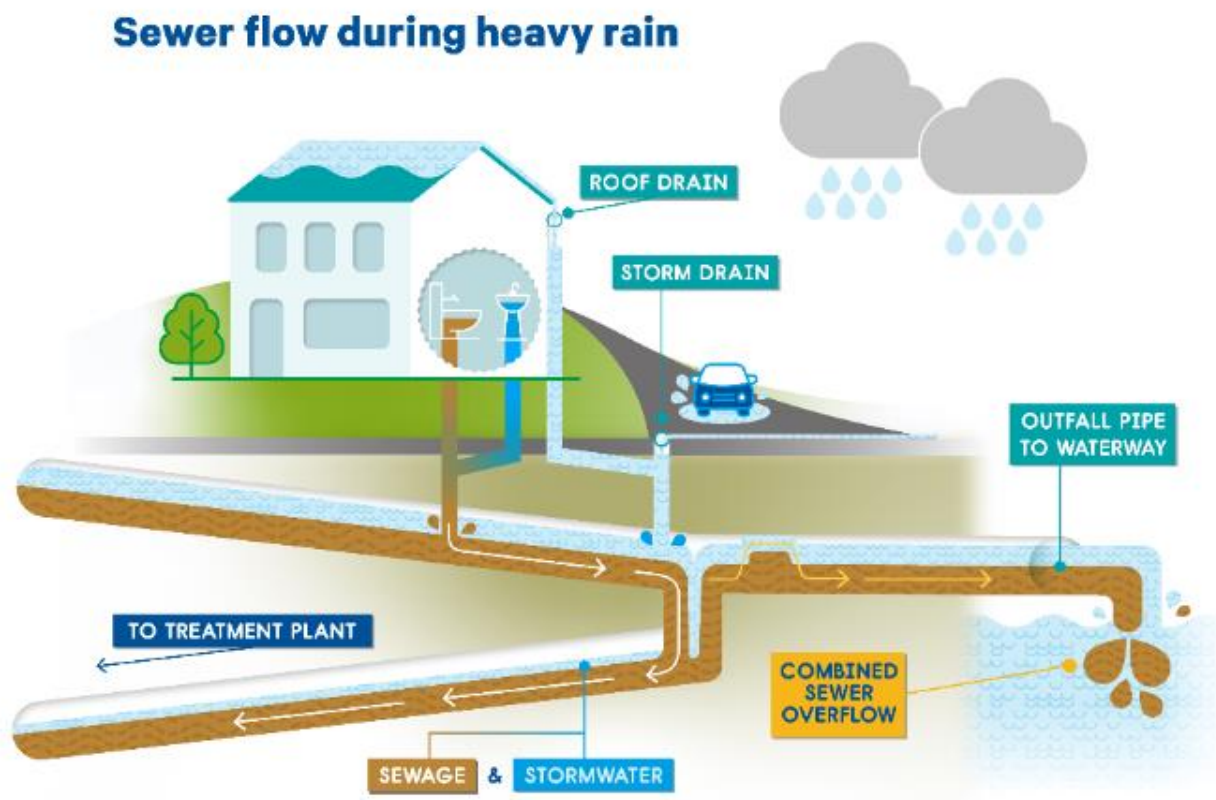 Sewer flow during heavy rain
ROOF DRAIN
STORM DRAIN
OUTFALL PIPE
TO WATERWAY
TO TREATMENT PLANT
COMBINED
SEWER
OVERFLOW
SEWAGE & STORMWATER